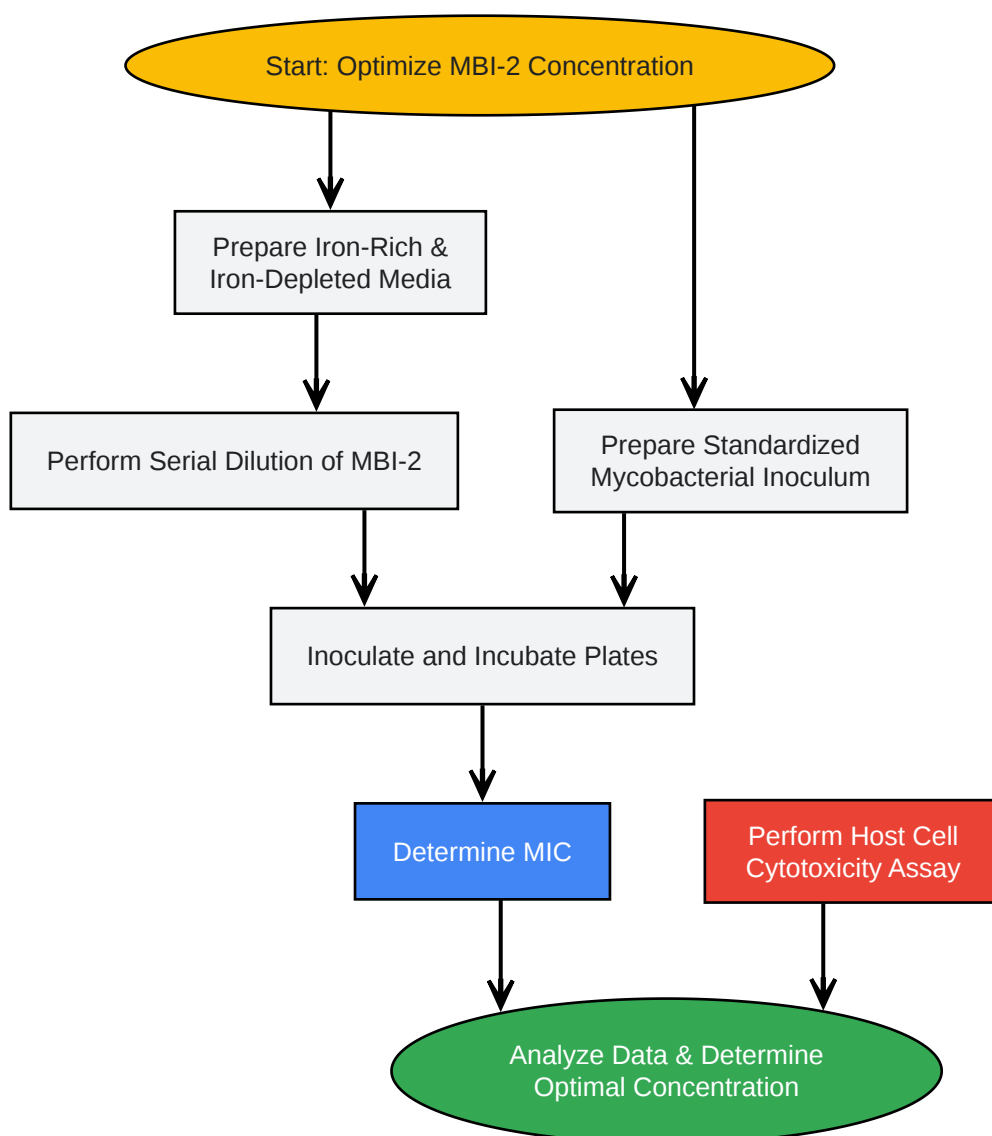 Start: Optimize MBI-2 Concentration
Prepare Iron-Rich &
Iron-Depleted Media
Perform Serial Dilution of MBI-2
Prepare Standardized
Mycobacterial Inoculum
Inoculate and Incubate Plates
Determine MIC
Perform Host Cell
Cytotoxicity Assay
Analyze Data & Determine
Optimal Concentration